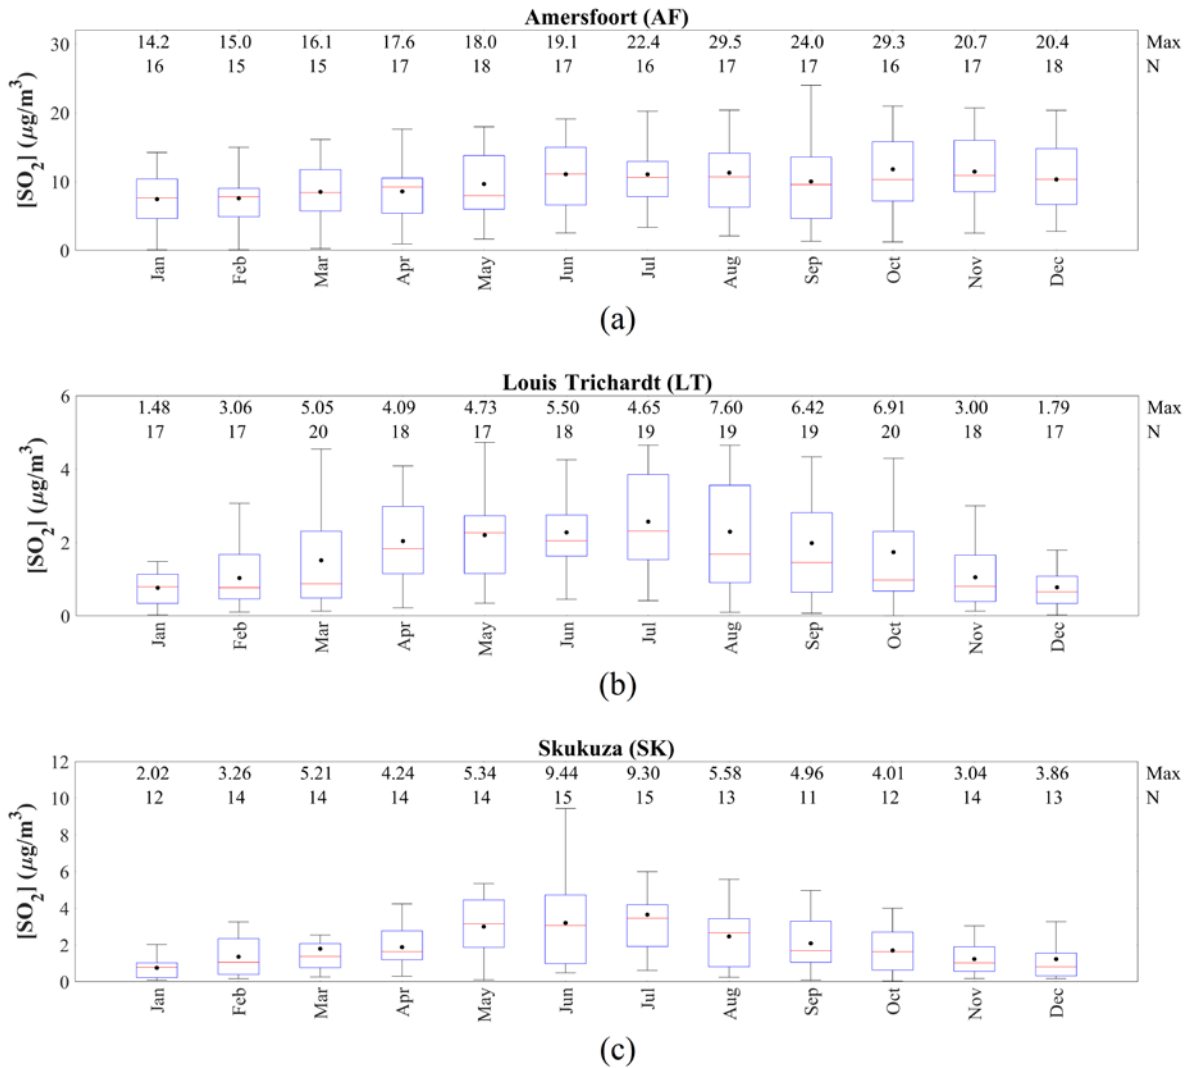 Amersfoort (AF)
14.2 15.0 16.1 17.6 18.0 19.1 22.4 29.5 24.0 29.3 20.7 20.4 Max
16 15 15 17 18 17 16 17 17 16 17 18 N
30
20
10
0
[SO2] (μg/m3)
Jan Feb Mar Apr May Jun Jul Aug Sep Oct Nov Dec
(a)
Louis Trichardt (LT)
1.48 3.06 5.05 4.09 4.73 5.50 4.65 7.60 6.42 6.91 3.00 1.79 Max
17 17 20 18 17 18 19 19 19 20 18 17 N
6
4
2
0
[SO2] (μg/m3)
Jan Feb Mar Apr May Jun Jul Aug Sep Oct Nov Dec
(b)
Skukuza (SK)
2.02 3.26 5.21 4.24 5.34 9.44 9.30 5.58 4.96 4.01 3.04 3.86 Max
12 14 14 14 14 15 15 13 11 12 14 13 N
12
10
8
6
4
2
0
[SO2] (μg/m3)
Jan Feb Mar Apr May Jun Jul Aug Sep Oct Nov Dec
(c)